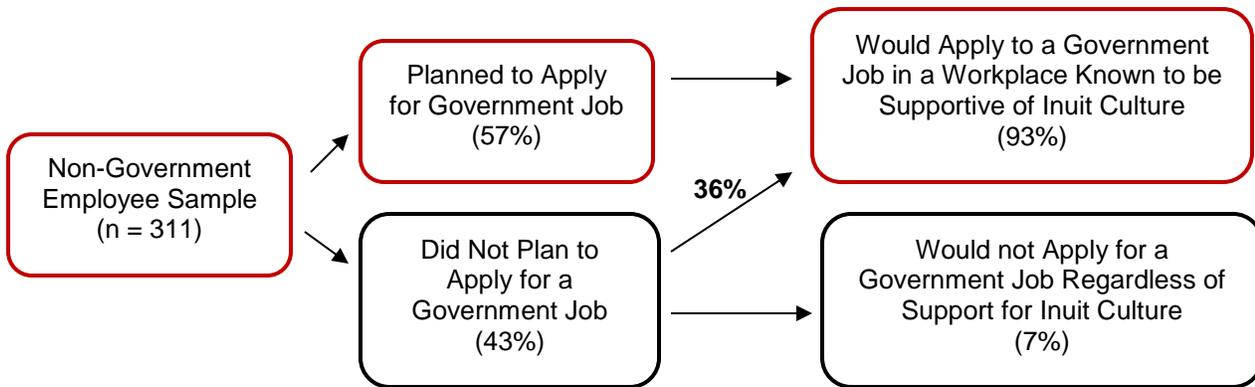 Non-Government
Employee Sample
(n = 311)
Planned to Apply
for Government Job
(57%)
Did Not Plan to
Apply for a
Government Job
(43%)
36%
Would Apply to a Government
Job in a Workplace Known to be
Supportive of Inuit Culture
(93%)
Would not Apply for a
Government Job Regardless of
Support for Inuit Culture
(7%)